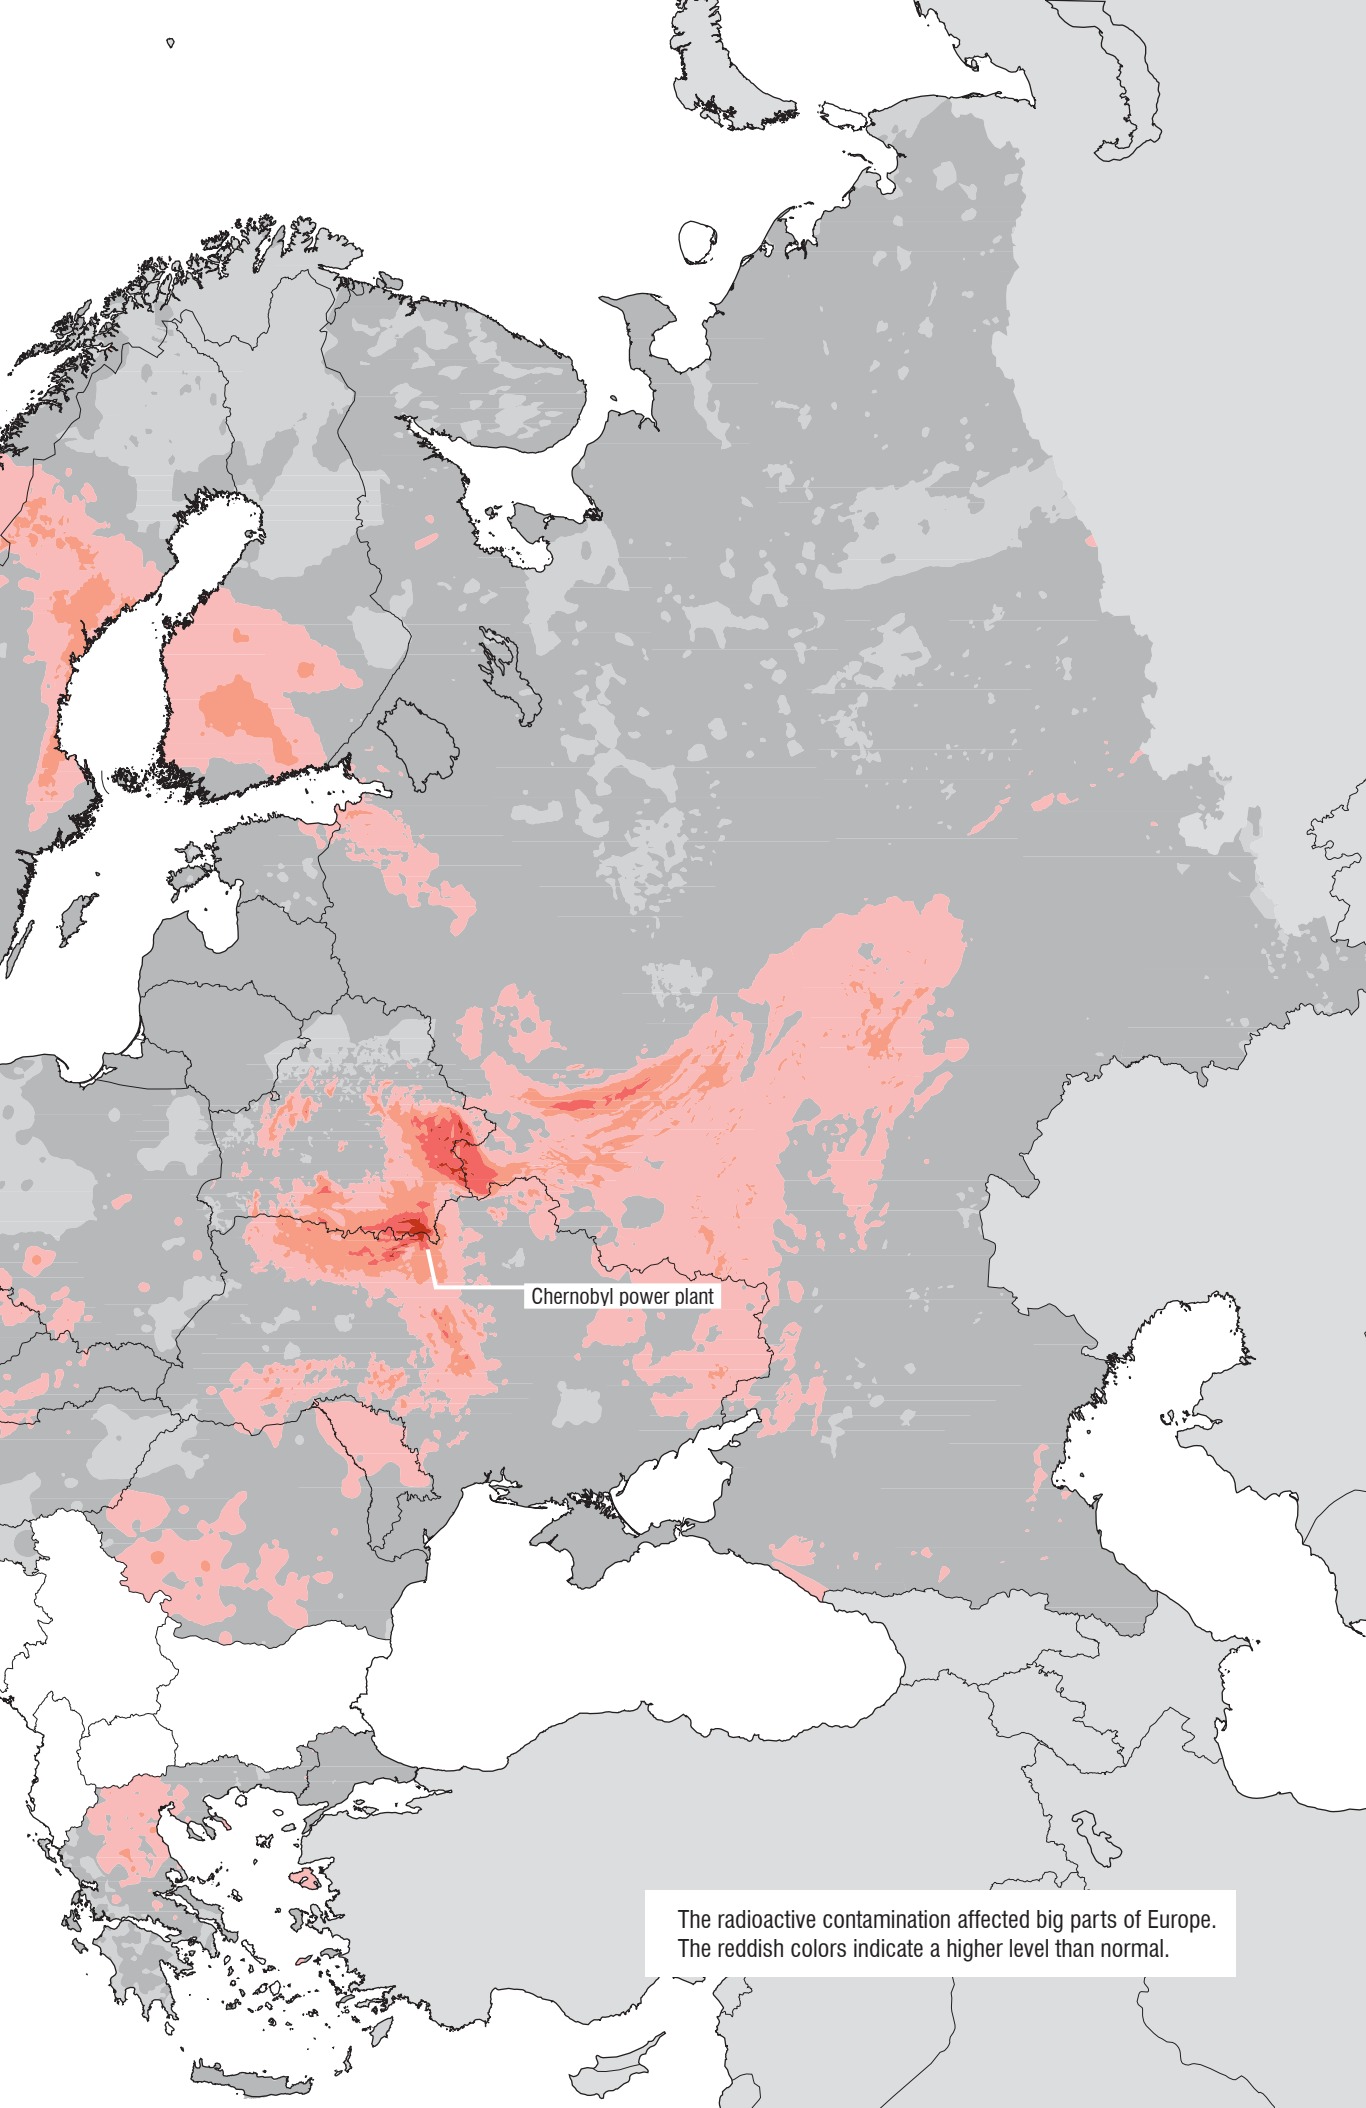 Chernobyl power plant
The radioactive contamination affected big parts of Europe.
The reddish colors indicate a higher level than normal.